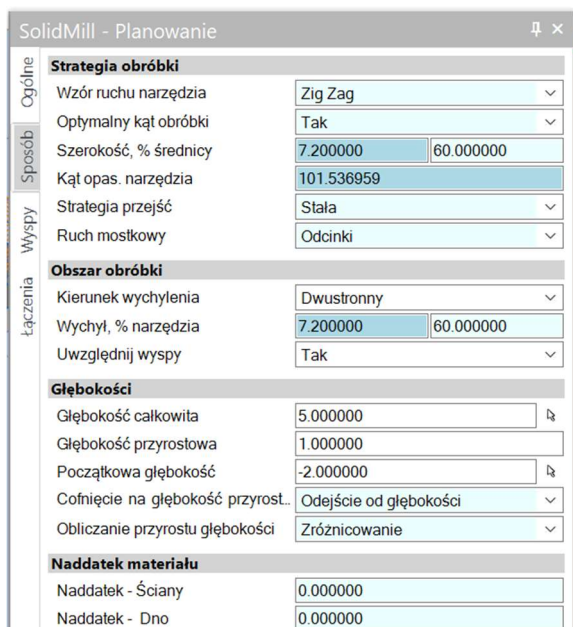 SolidMill - Planowanie
Ogólne
Sposób
Wyspy
Łączenia
Strategia obróbki
Wzór ruchu narzędzia Zig Zag
Optymalny kąt obróbki Tak
Szerokość, % średnicy 7.200000 60.000000
Kąt opas. narzędzia 101.536959
Strategia przejść Stała
Ruch mostkowy Odcinki
Obszar obróbki
Kierunek wychylenia Dwustronny
Wychył, % narzędzia 7.200000 60.000000
Uwzględnij wyspy Tak
Głębokości
Głębokość całkowita 5.000000
Głębokość przyrostowa 1.000000
Początkowa głębokość -2.000000
Cofnięcie na głębokość przyrost... Odejście od głębokości
Obliczanie przyrostu głębokości Zróżnicowanie
Naddatek materiału
Naddatek - Ściany 0.000000
Naddatek - Dno 0.000000